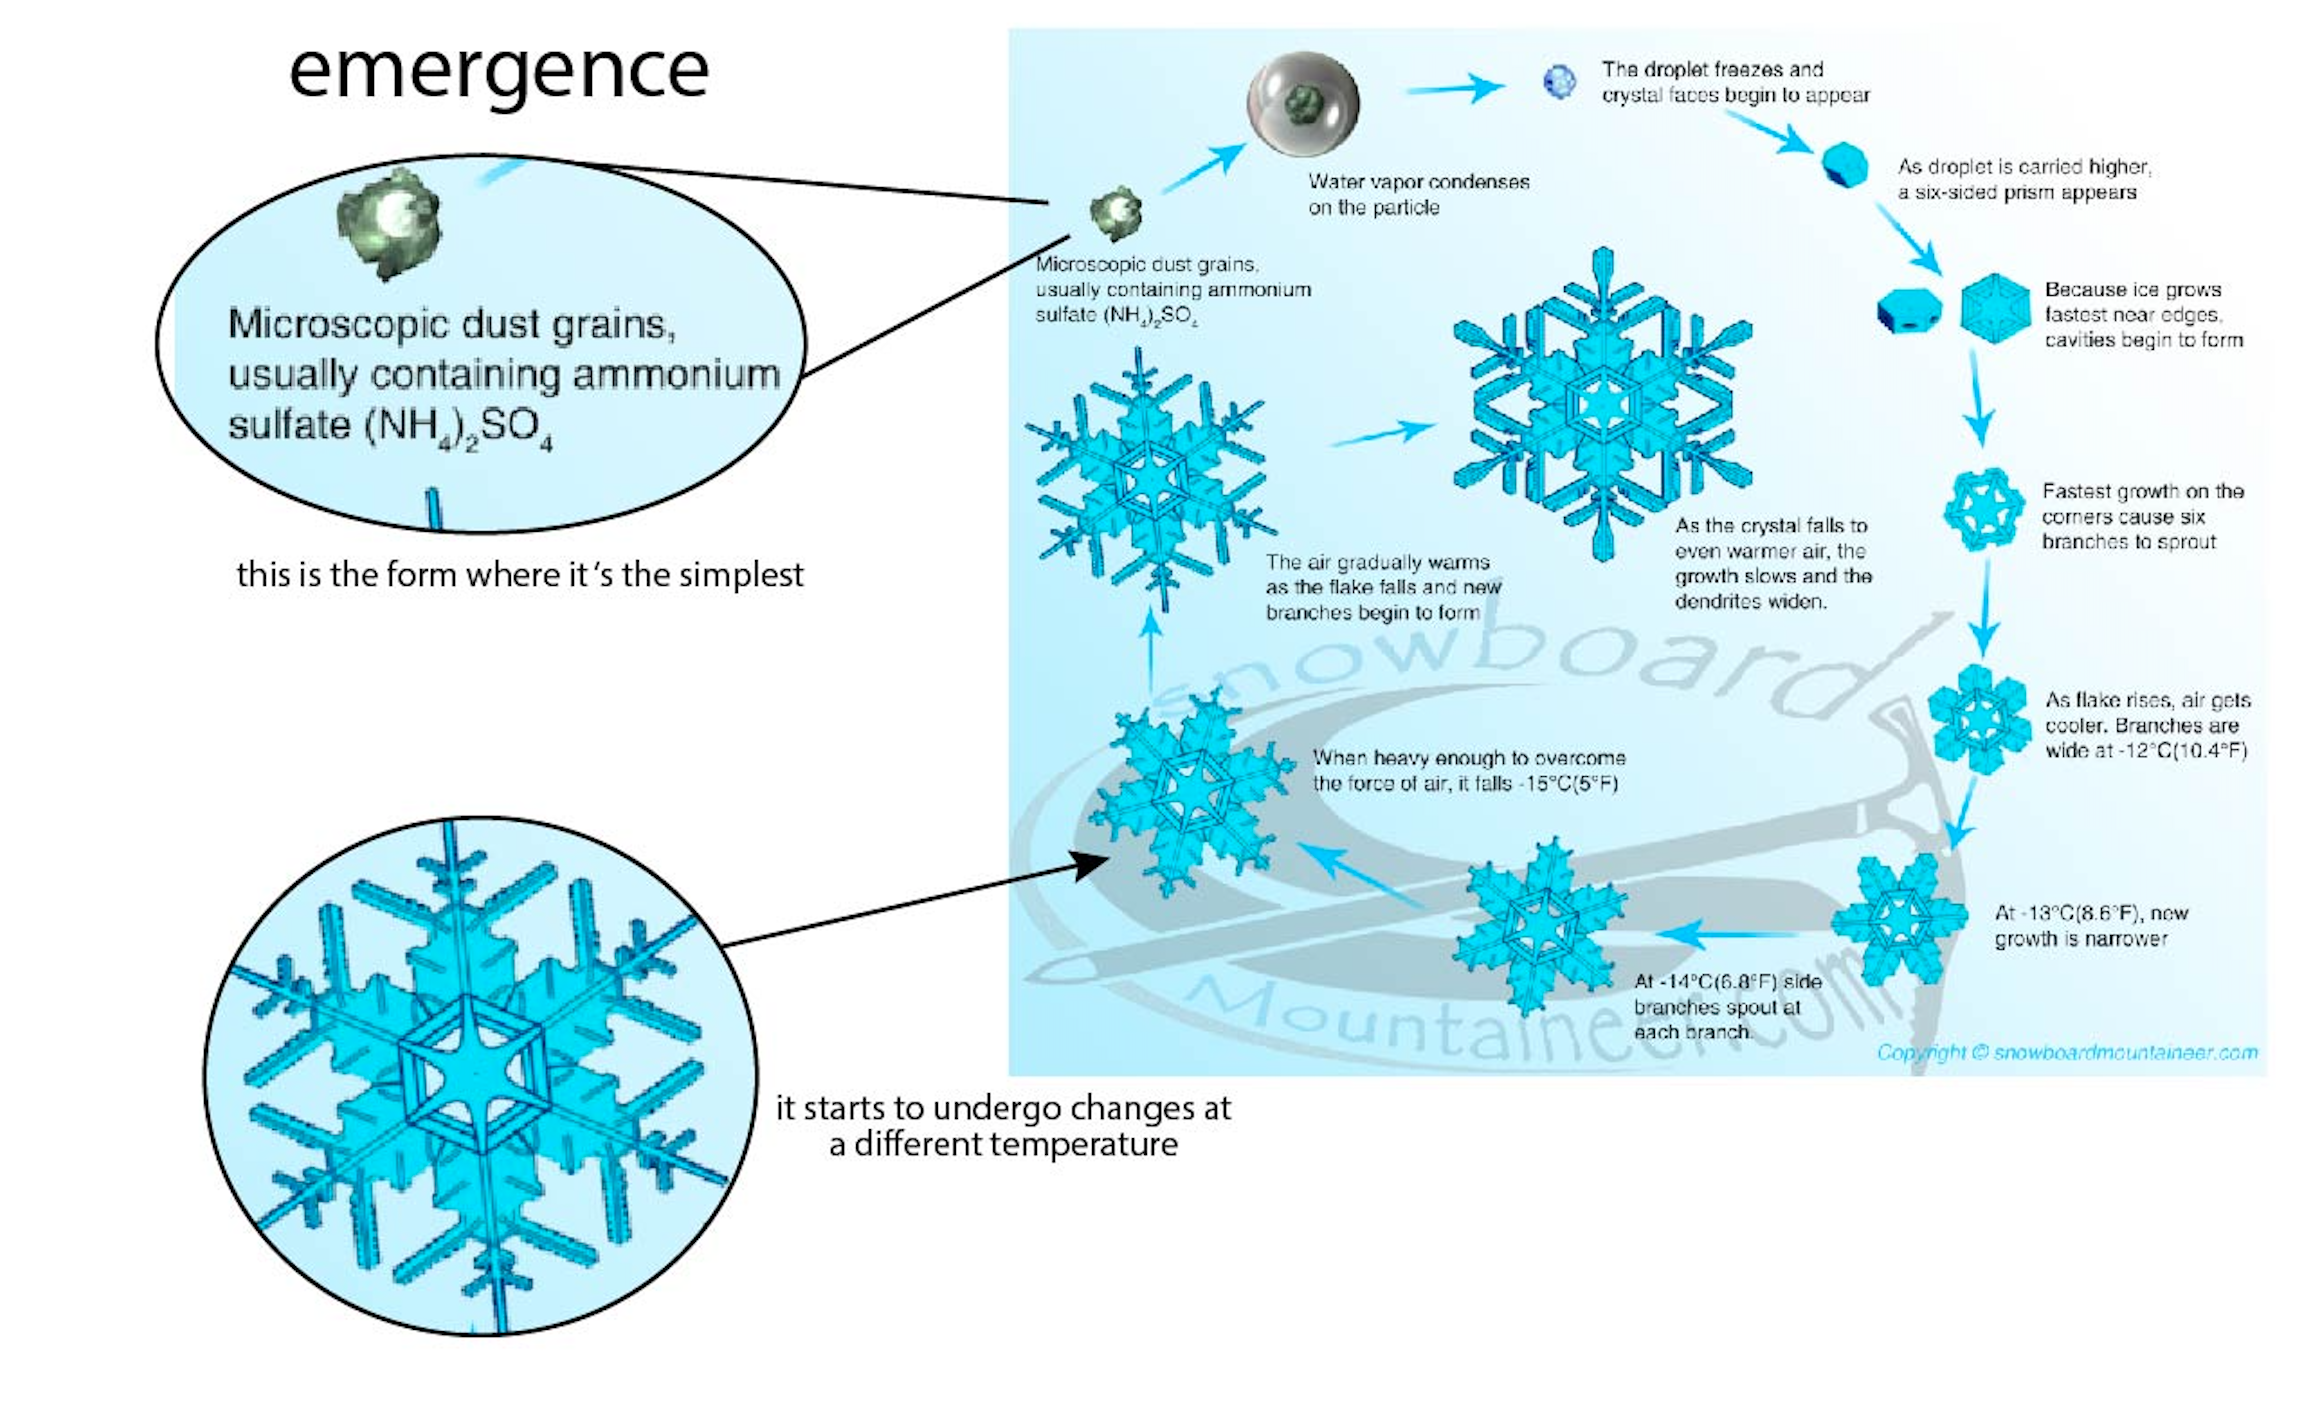 emergence
Microscopic dust grains,
usually containing ammonium
sulfate (NH₄)₂SO₄
this is the form where it's the simplest
it starts to undergo changes at
a different temperature
Microscopic dust grains,
usually containing ammonium
sulfate (NH₄)₂SO₄
Water vapor condenses
on the particle
The droplet freezes and
crystal faces begin to appear
As droplet is carried higher,
a six-sided prism appears
Because ice grows
fastest near edges,
cavities begin to form
Fastest growth on the
corners cause six
branches to sprout
As flake rises, air gets
cooler. Branches are
wide at -12°C(10.4°F)
At -13°C(8.6°F), new
growth is narrower
At -14°C(6.8°F) side
branches spout at
each branch.
When heavy enough to overcome
the force of air, it falls -15°C(5°F)
The air gradually warms
as the flake falls and new
branches begin to form
As the crystal falls to
even warmer air, the
growth slows and the
dendrites widen.
snowboard
Mountaineer.com
Copyright © snowboardmountaineer.com